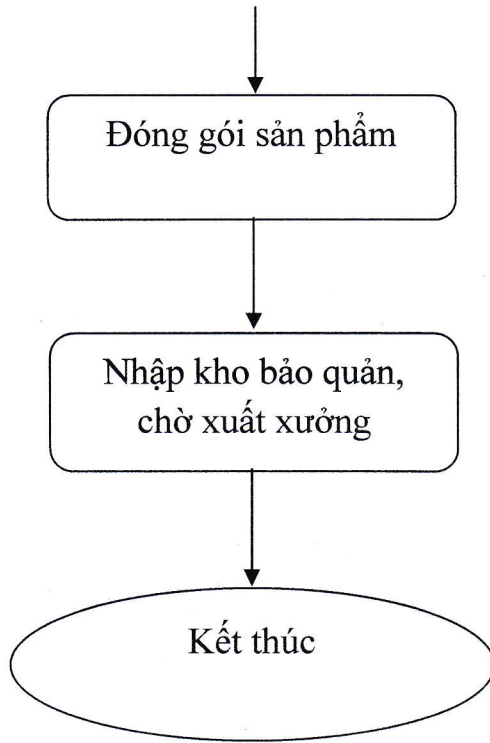 Đóng gói sản phẩm
Nhập kho bảo quản,
chờ xuất xưởng
Kết thúc